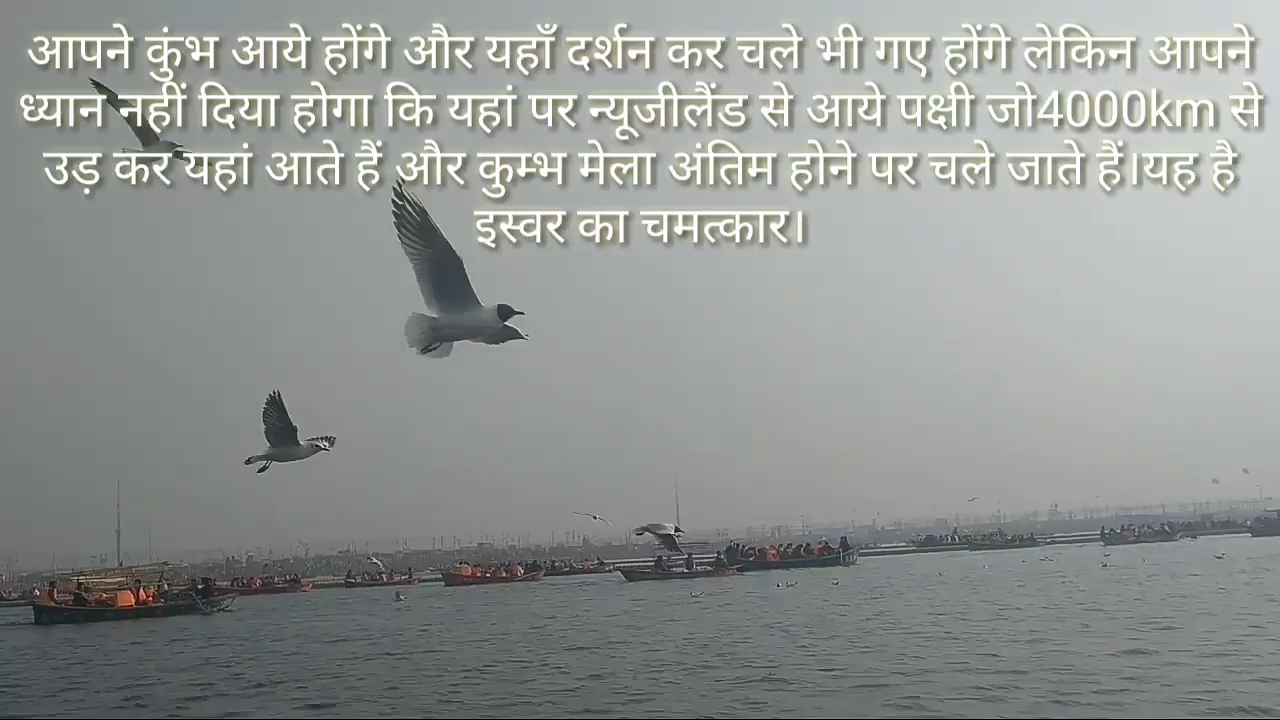 आपने कुंभ आये होंगे और यहाँ दर्शन कर चले भी गए होंगे लेकिन आपने
ध्यान नहीं दिया होगा कि यहां पर न्यूजीलैंड से आये पक्षी जो4000km से
उड़ कर यहां आते हैं और कुम्भ मेला अंतिम होने पर चले जाते हैं।यह है
इस्वर का चमत्कार।